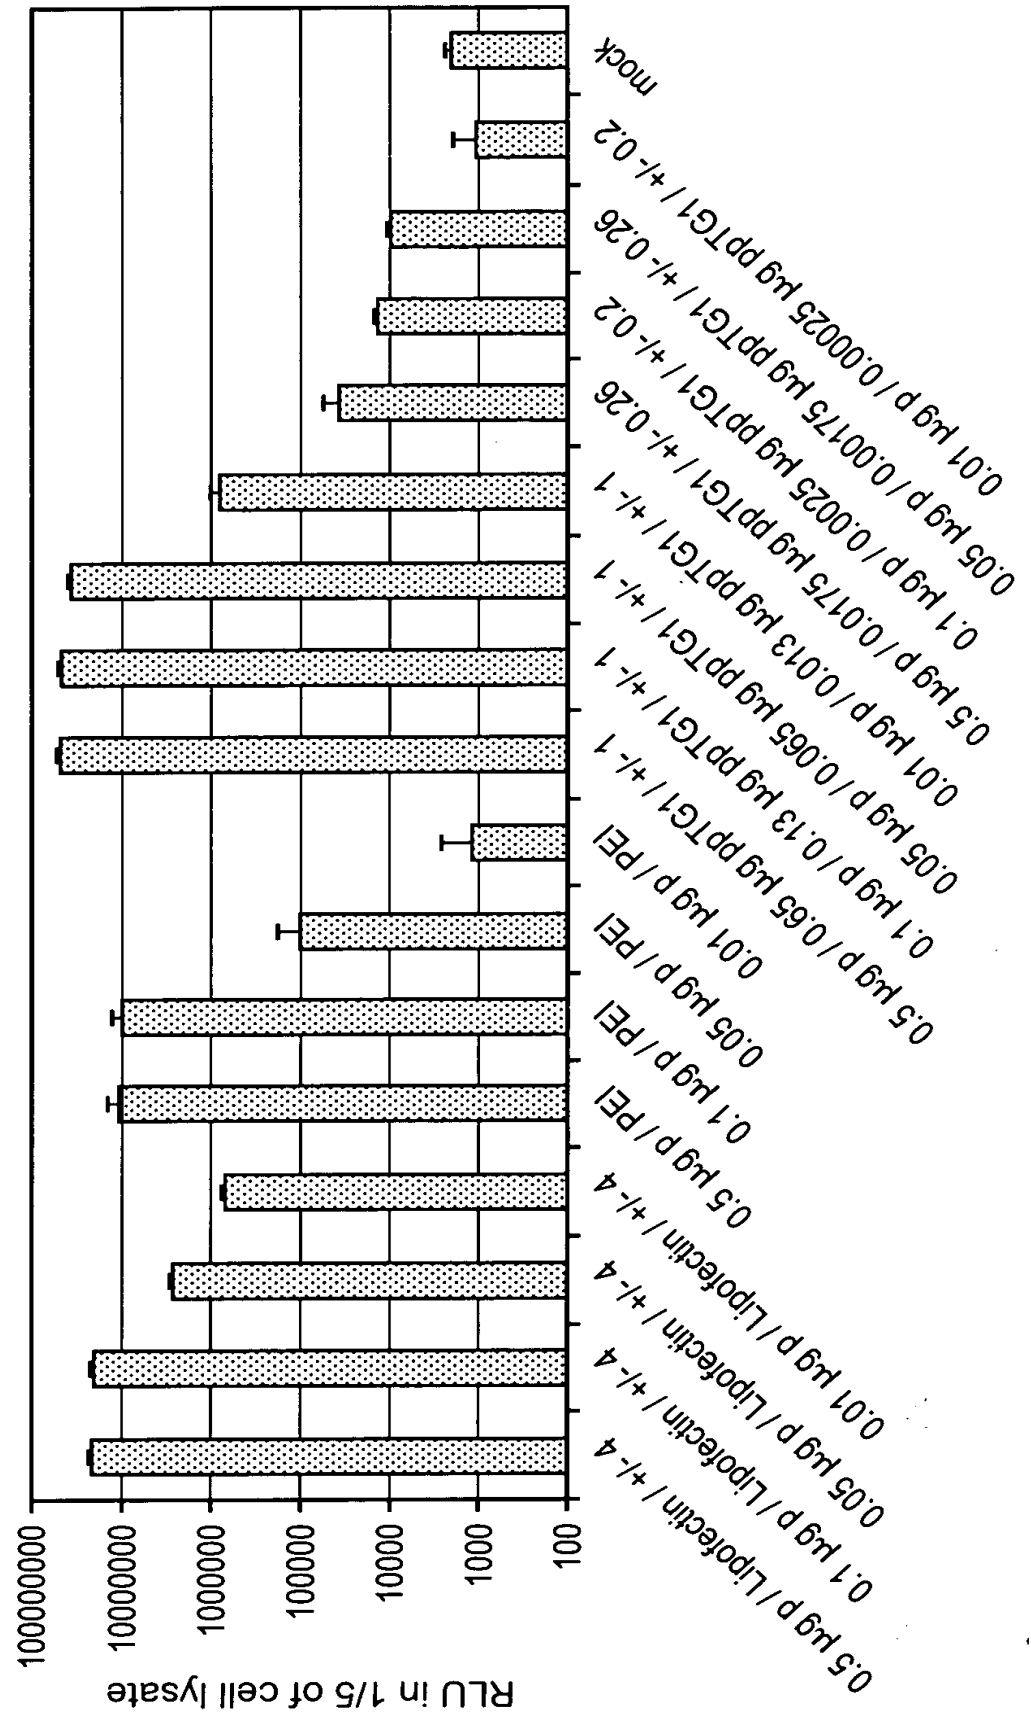 RLU in 1/5 of cell lysate
100000000
10000000
1000000
100000
10000
1000
100
0.5 µg p / Lipofectin / +/-4
0.1 µg p / Lipofectin / +/-4
0.05 µg p / Lipofectin / +/-4
0.01 µg p / Lipofectin / +/-4
0.5 µg p / PEI
0.1 µg p / PEI
0.05 µg p / PEI
0.01 µg p / PEI
0.5 µg p / 0.65 µg ppTG1 / +/-1
0.1 µg p / 0.13 µg ppTG1 / +/-1
0.05 µg p / 0.065 µg ppTG1 / +/-1
0.01 µg p / 0.013 µg ppTG1 / +/-1
0.5 µg p / 0.0175 µg ppTG1 / +/-0.26
0.1 µg p / 0.0025 µg ppTG1 / +/-0.2
0.05 µg p / 0.00175 µg ppTG1 / +/-0.26
0.01 µg p / 0.00025 µg ppTG1 / +/-0.2
mock